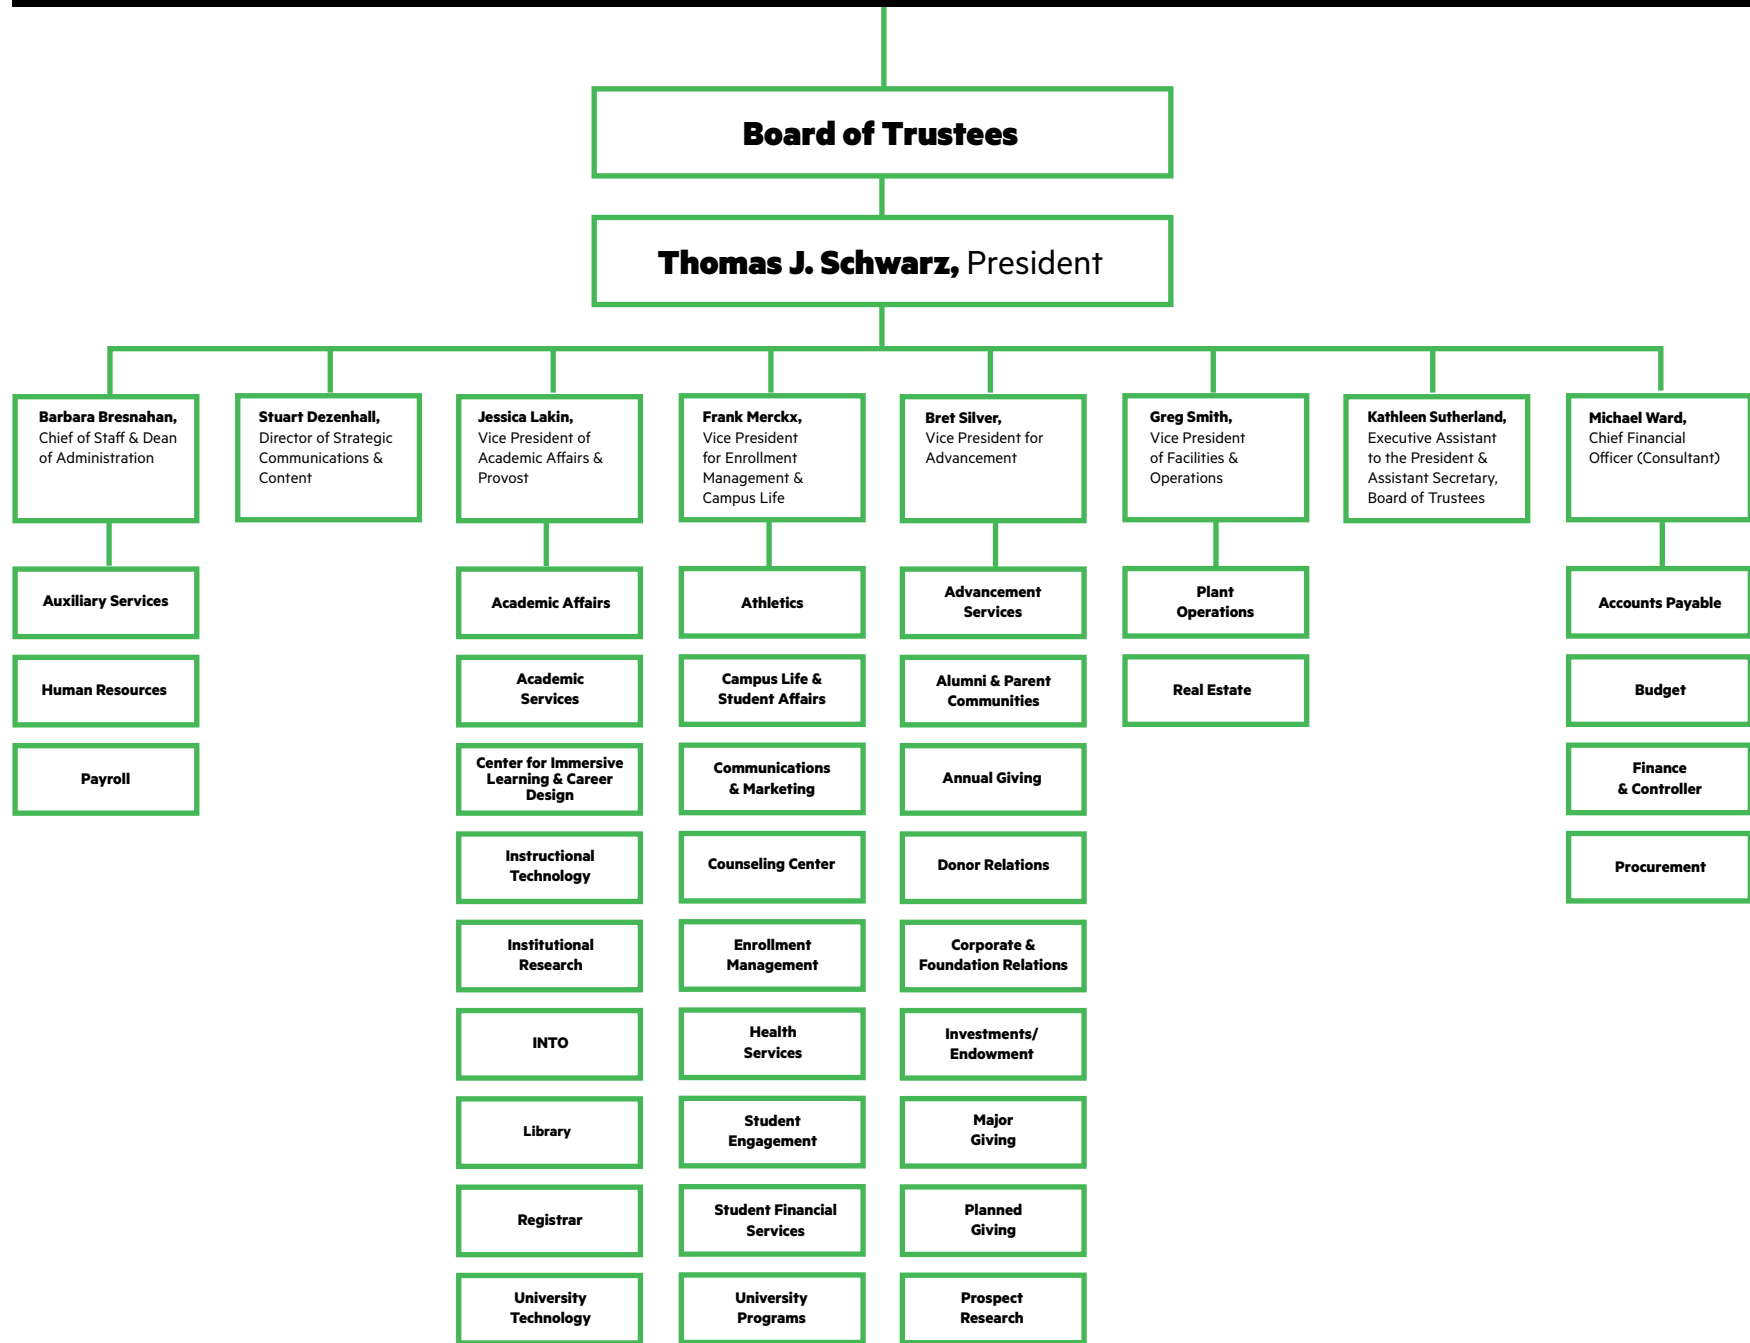 Board of Trustees
Thomas J. Schwarz, President
Barbara Bresnahan,
Chief of Staff & Dean
of Administration
Stuart Dezenhall,
Director of Strategic
Communications &
Content
Jessica Lakin,
Vice President of
Academic Affairs &
Provost
Frank Merckx,
Vice President
for Enrollment
Management &
Campus Life
Bret Silver,
Vice President for
Advancement
Greg Smith,
Vice President
of Facilities &
Operations
Kathleen Sutherland,
Executive Assistant
to the President &
Assistant Secretary,
Board of Trustees
Michael Ward,
Chief Financial
Officer (Consultant)
Auxiliary Services
Human Resources
Payroll
Academic Affairs
Academic
Services
Center for Immersive
Learning & Career
Design
Instructional
Technology
Institutional
Research
INTO
Library
Registrar
University
Technology
Athletics
Campus Life &
Student Affairs
Communications
& Marketing
Counseling Center
Enrollment
Management
Health
Services
Student
Engagement
Student Financial
Services
University
Programs
Advancement
Services
Alumni & Parent
Communities
Annual Giving
Donor Relations
Corporate &
Foundation Relations
Investments/
Endowment
Major
Giving
Planned
Giving
Prospect
Research
Plant
Operations
Real Estate
Accounts Payable
Budget
Finance
& Controller
Procurement